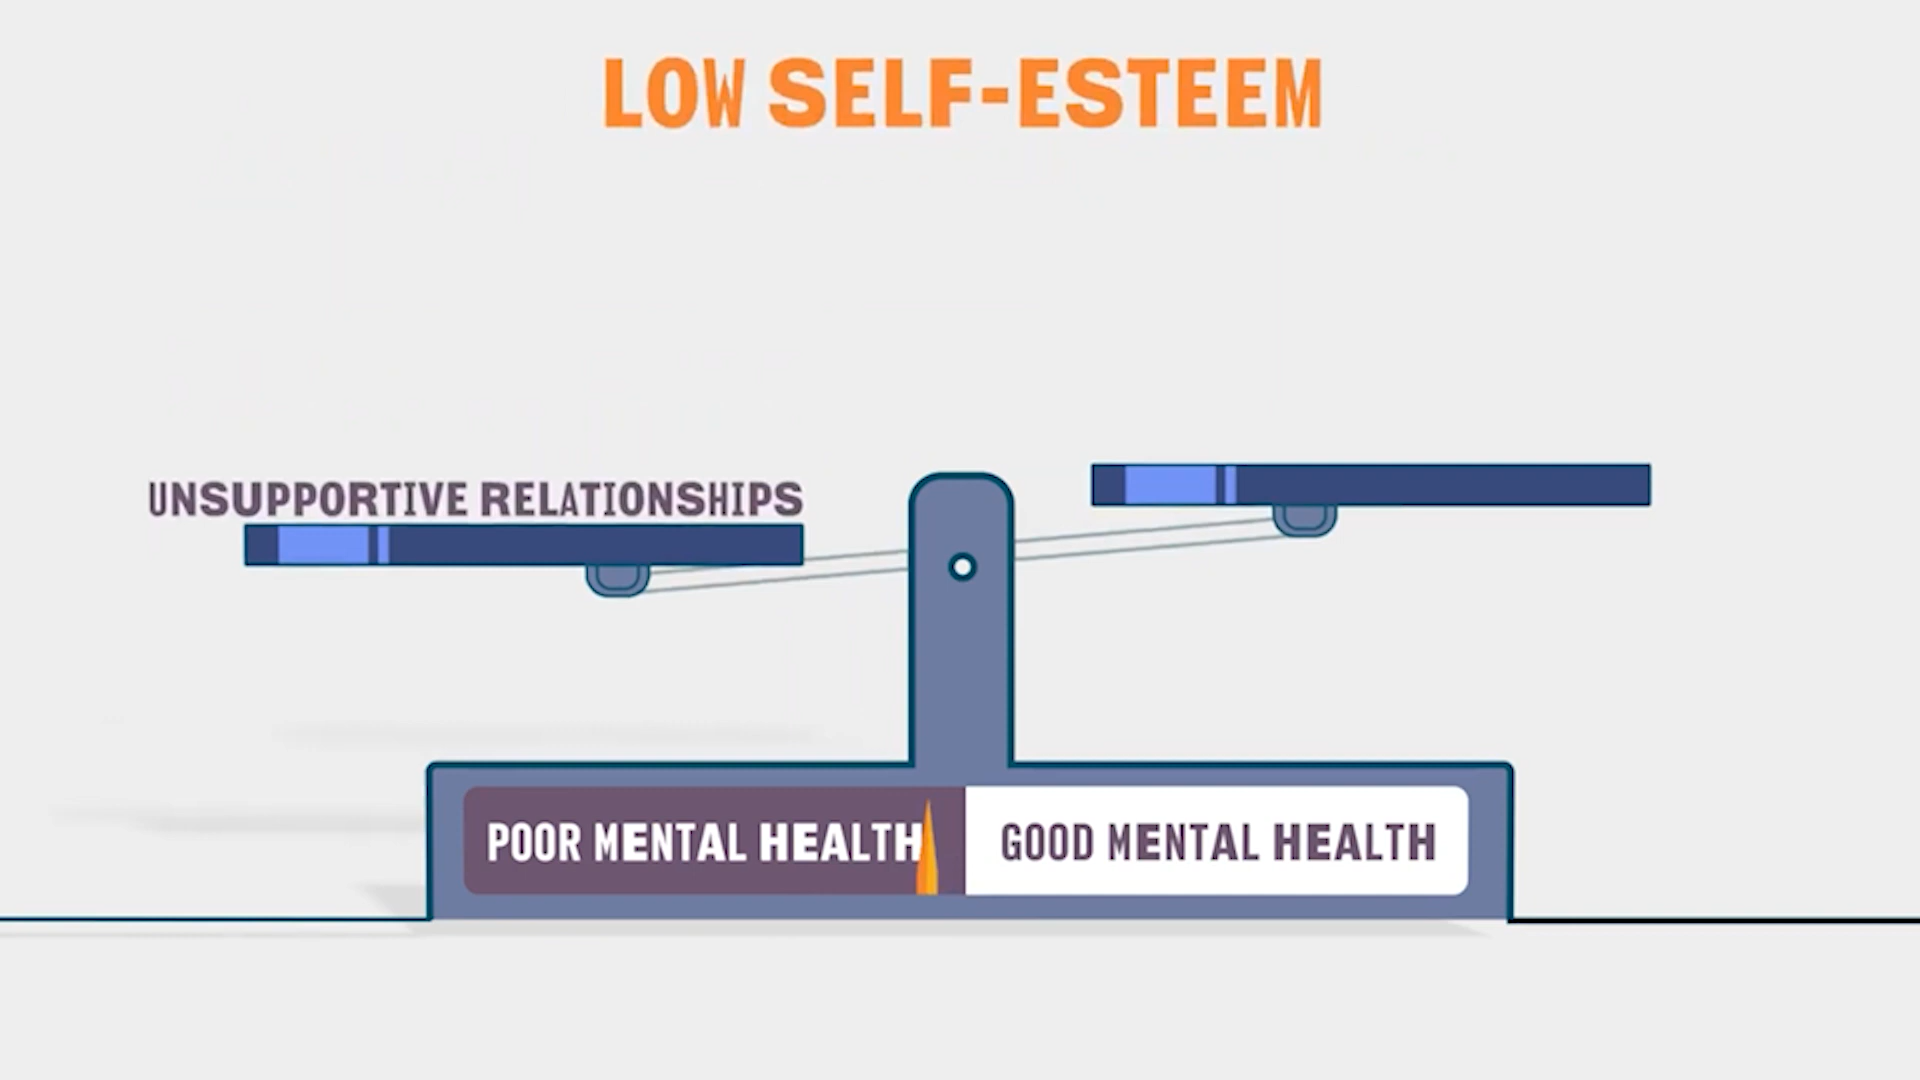 LOW SELF-ESTEEM
UNSUPPORTIVE RELATIONSHIPS
POOR MENTAL HEALTH
GOOD MENTAL HEALTH